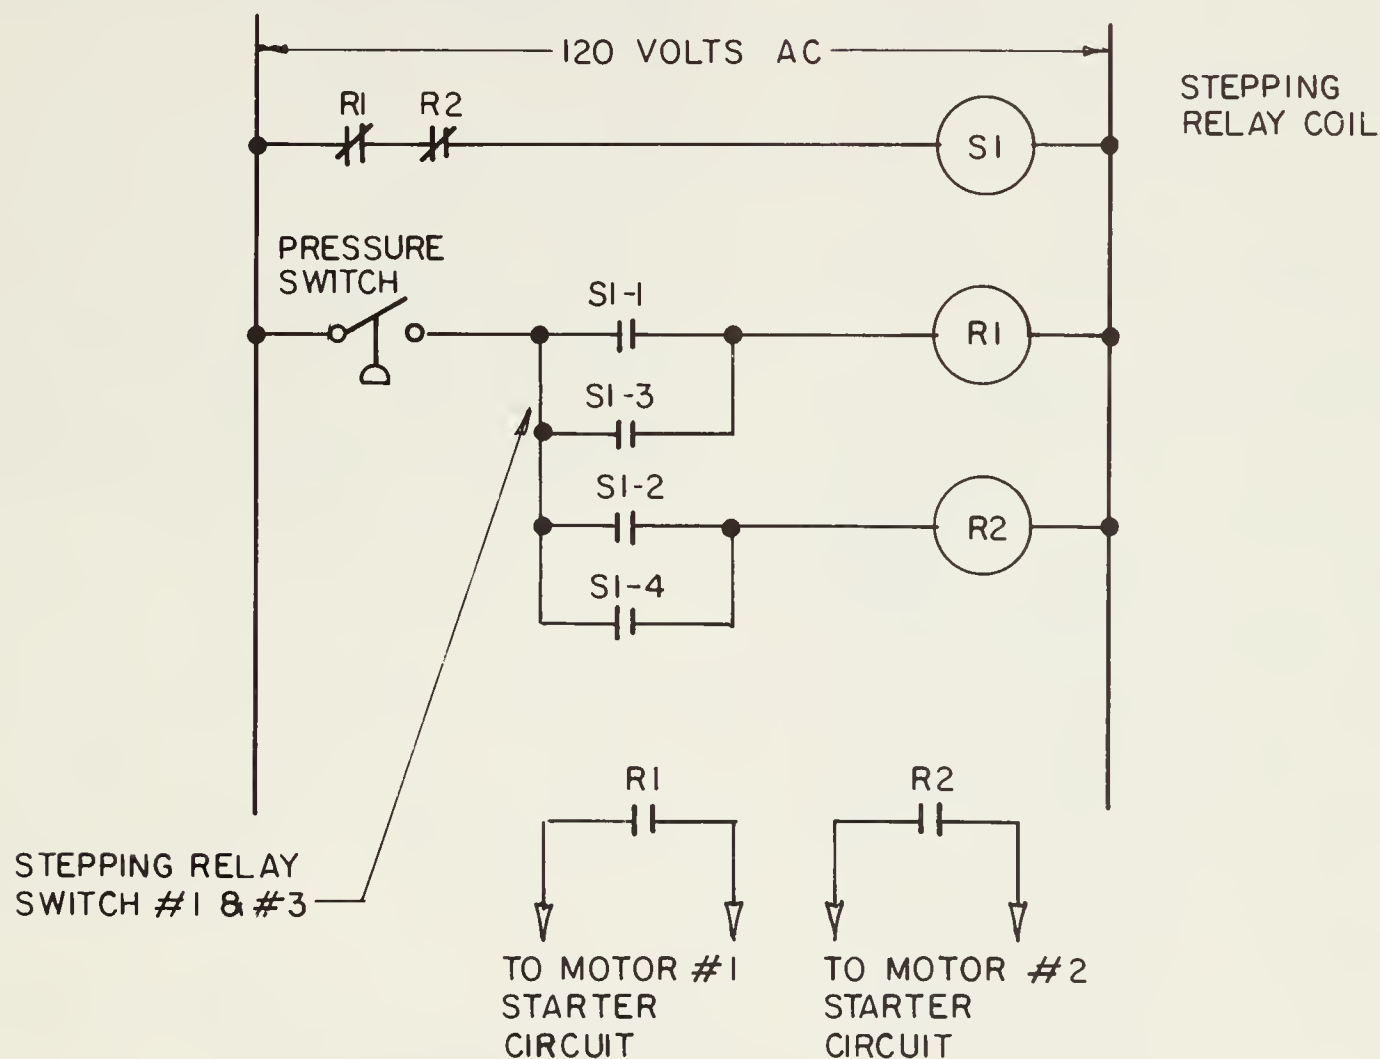 120 VOLTS AC
STEPPING
RELAY COIL
R1 R2
S1
PRESSURE
SWITCH
S1-1
R1
S1-3
S1-2
R2
S1-4
R1
R2
STEPPING RELAY
SWITCH #1 & #3
TO MOTOR #1
STARTER
CIRCUIT
TO MOTOR #2
STARTER
CIRCUIT